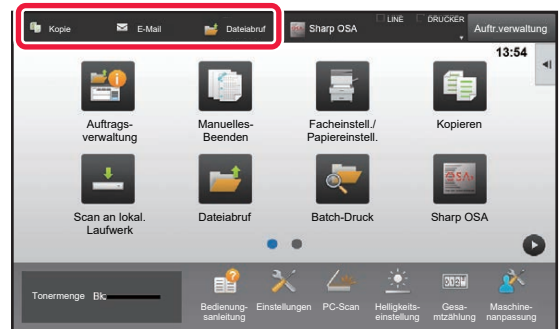 Kopie E-Mail Dateiabruf Sharp OSA LINE DRUCKER Auftr.verwaltung
13:54
Auftrags-
verwaltung
Manuelles-
Beenden
Facheinstell./
Papiereinstell.
Kopieren
Scan an lokal.
Laufwerk
Dateiabruf
Batch-Druck
Sharp OSA
Tonermenge Bk
Bedienung-
sanleitung
Einstellungen
PC-Scan
Helligkeits-
einstellung
Gesa-
mtzählung
Maschine-
nanpassung